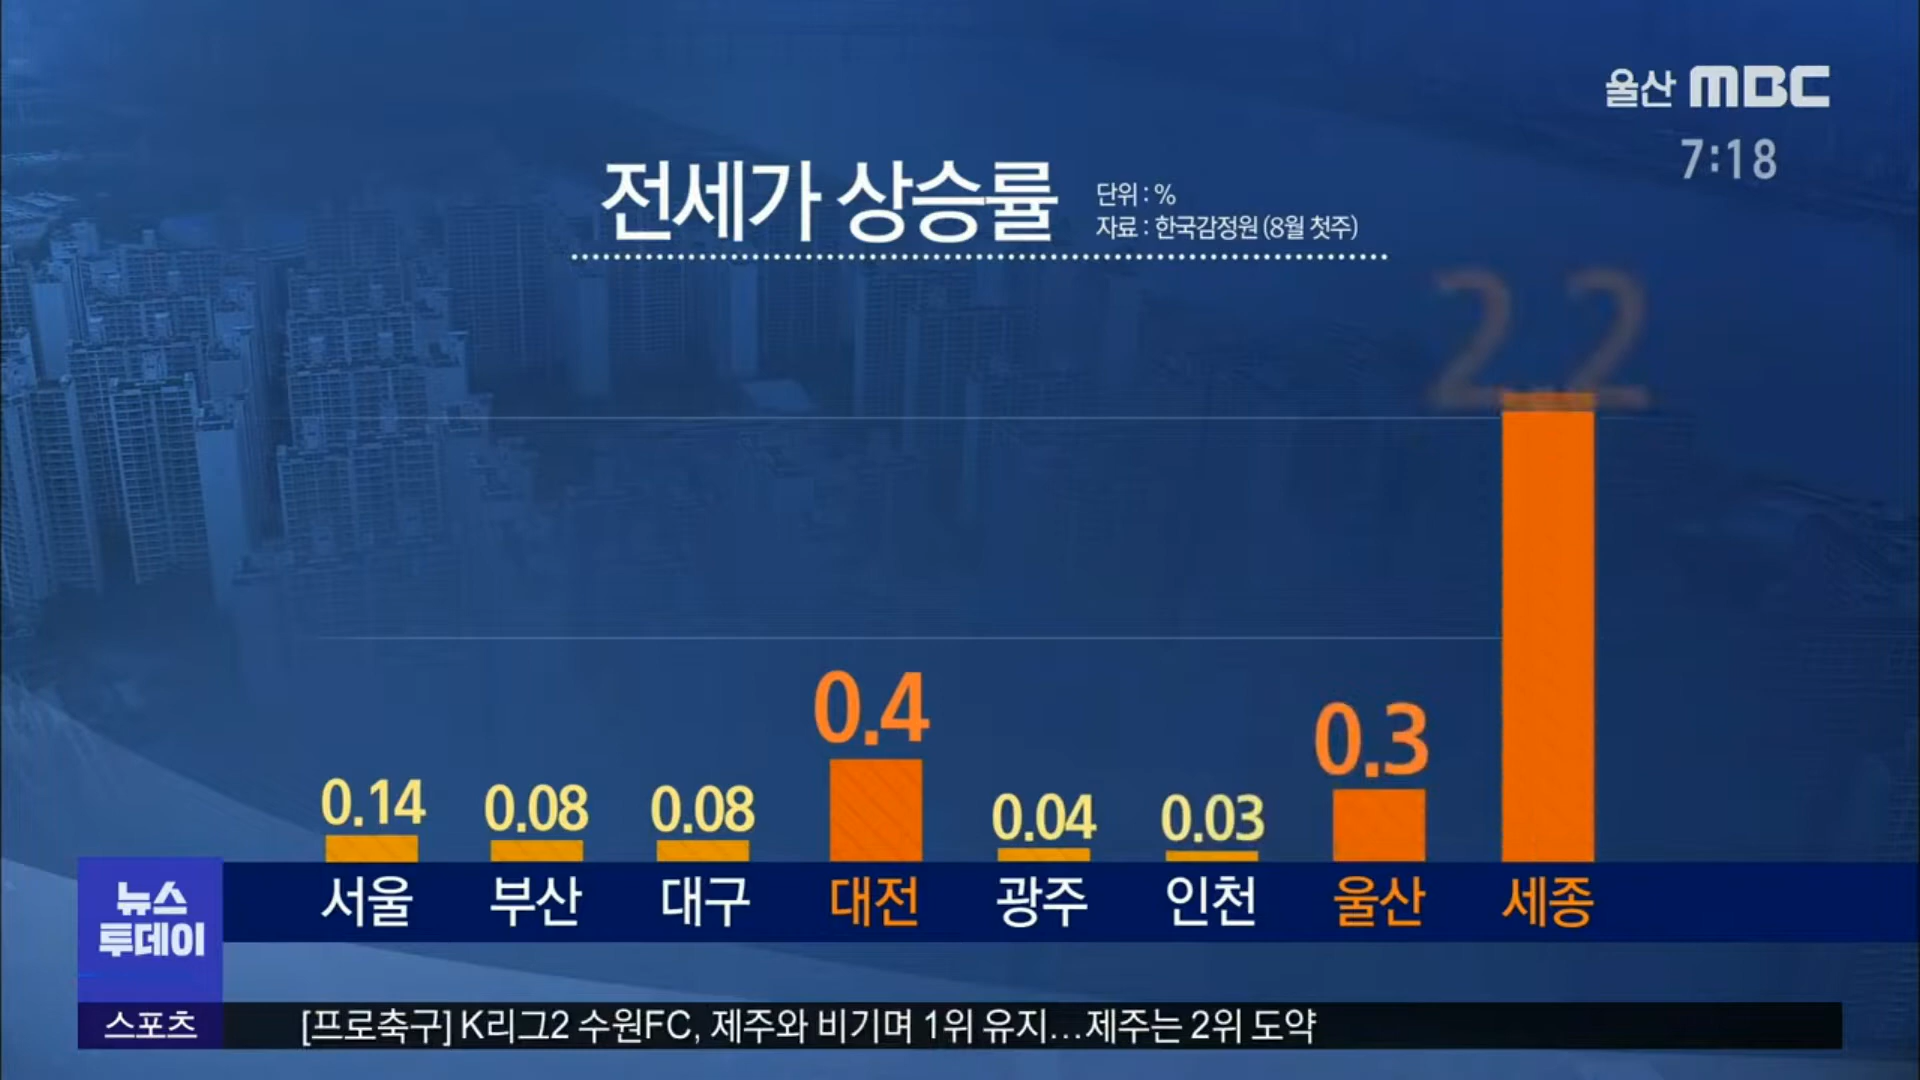 울산 MBC
7:18
전세가 상승률
단위 : %
자료 : 한국감정원 (8월 첫주)
2.2
0.14 0.08 0.08 0.4 0.04 0.03 0.3
서울 부산 대구 대전 광주 인천 울산 세종
뉴스
투데이
스포츠 [프로축구] K리그2 수원FC, 제주와 비기며 1위 유지…제주는 2위 도약